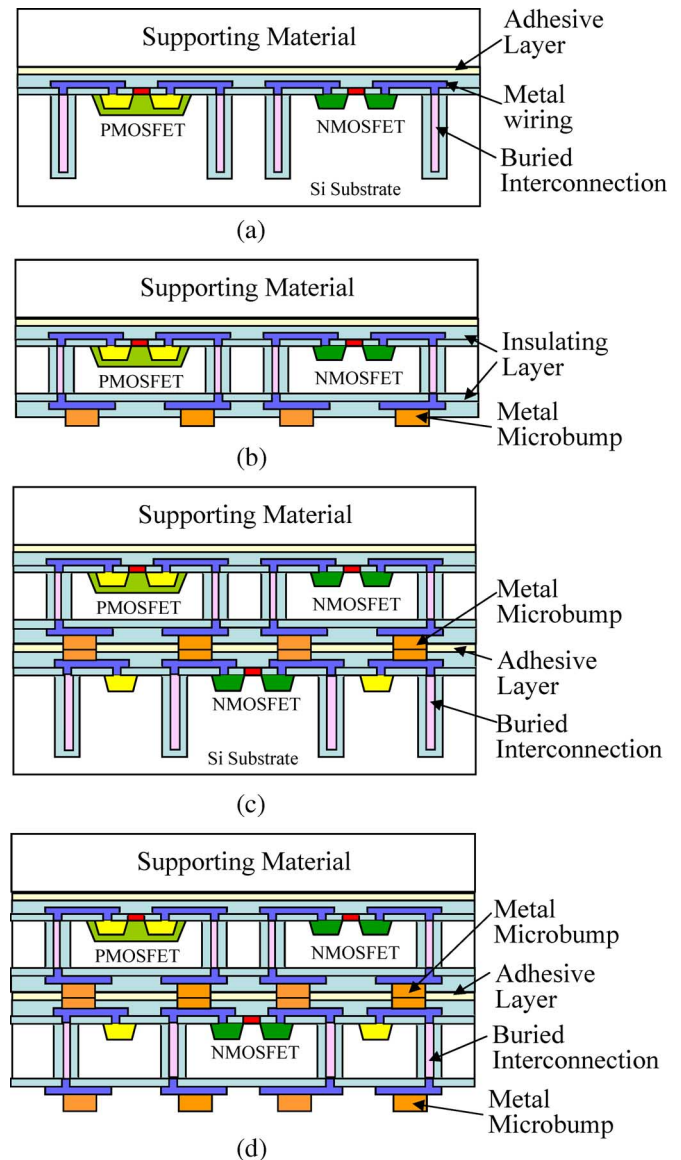 Supporting Material
Adhesive
Layer
Metal
wiring
PMOSFET
NMOSFET
Buried
Interconnection
Si Substrate
(a)
Supporting Material
Insulating
Layer
PMOSFET
NMOSFET
Metal
Microbump
(b)
Supporting Material
PMOSFET
NMOSFET
Metal
Microbump
Adhesive
Layer
NMOSFET
Buried
Interconnection
Si Substrate
(c)
Supporting Material
Metal
Microbump
PMOSFET
NMOSFET
Adhesive
Layer
NMOSFET
Buried
Interconnection
Metal
Microbump
(d)